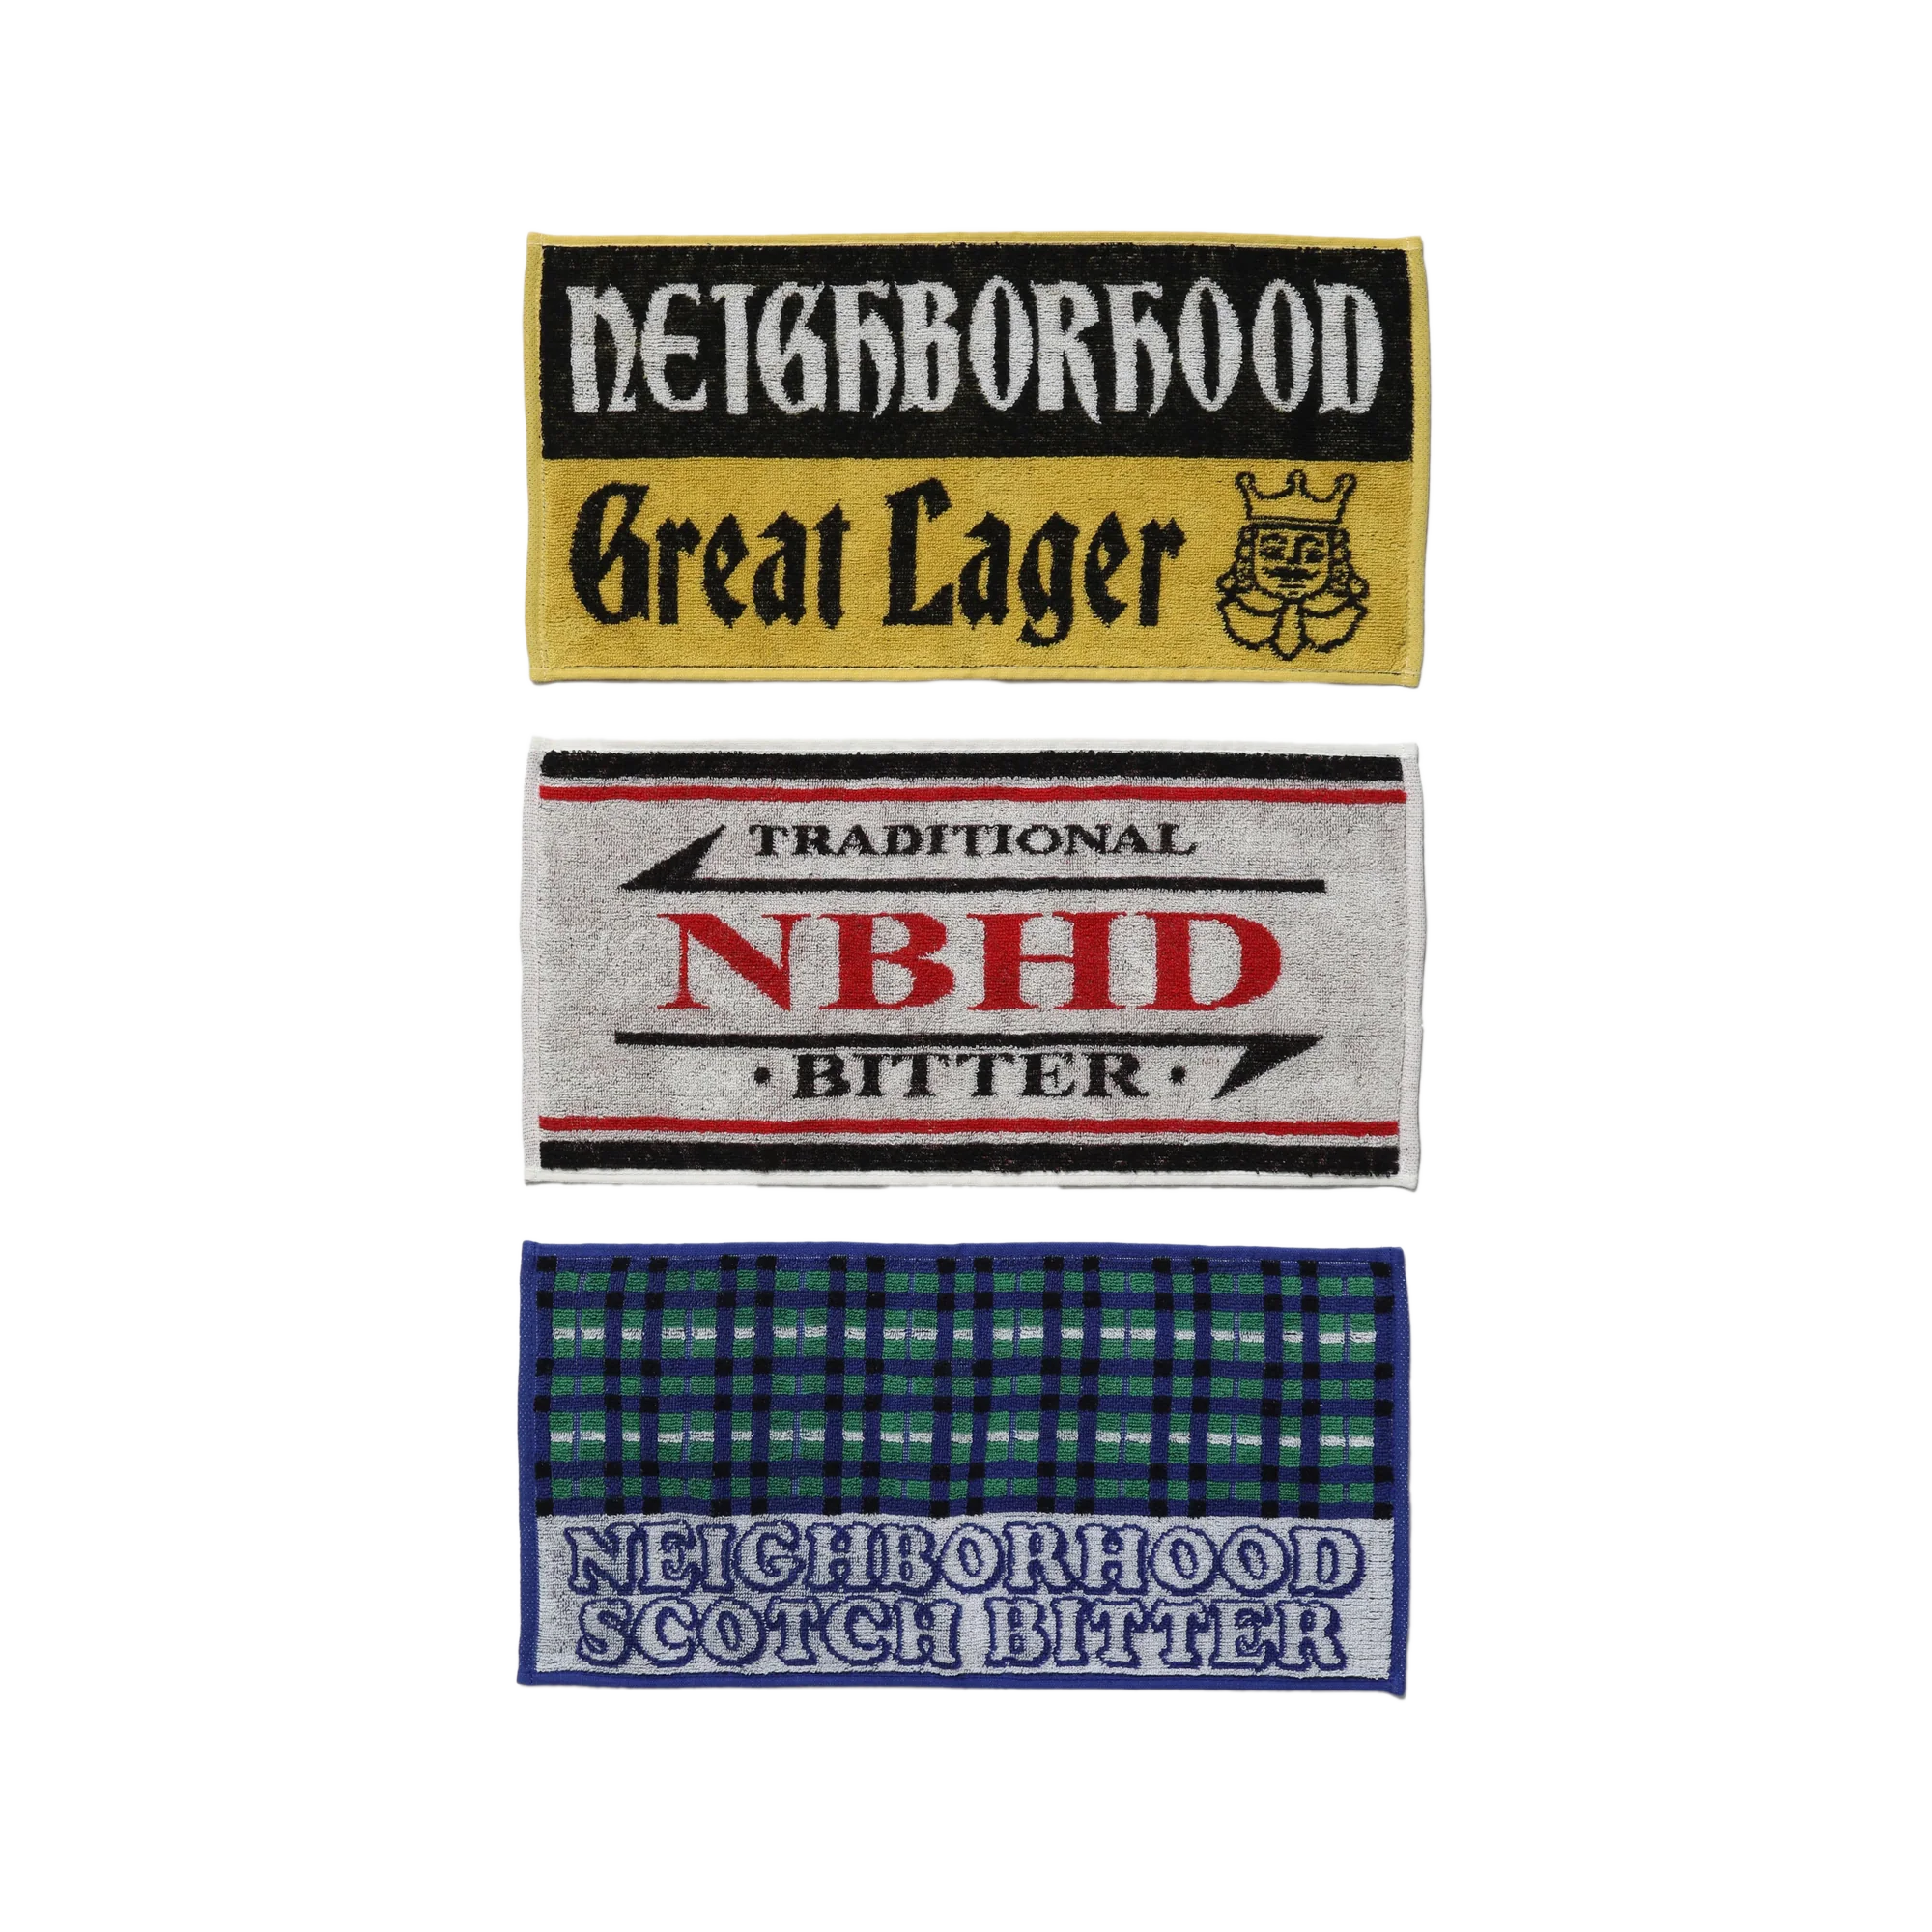 NEIGHBORHOOD
Great Lager
TRADITIONAL
NBHD
· BITTER ·
NEIGHBORHOOD
SCOTCH BITTER